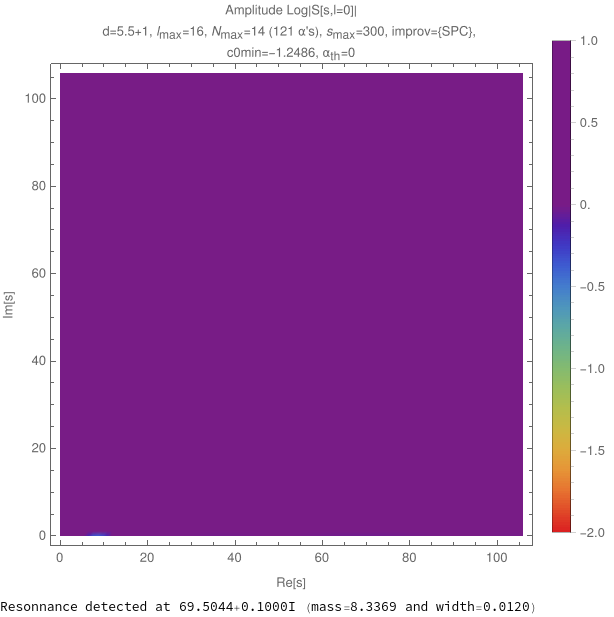 Amplitude Log|S[s,l=0]|
d=5.5+1, lmax=16, Nmax=14 (121 α's), smax=300, improv={SPC},
c0min=−1.2486, αth=0
1.0
0.5
0.
−0.5
−1.0
−1.5
−2.0
100
80
60
40
20
0
Im[s]
0 20 40 60 80 100
Re[s]
Resonnance detected at 69.5044+0.1000I (mass=8.3369 and width=0.0120)